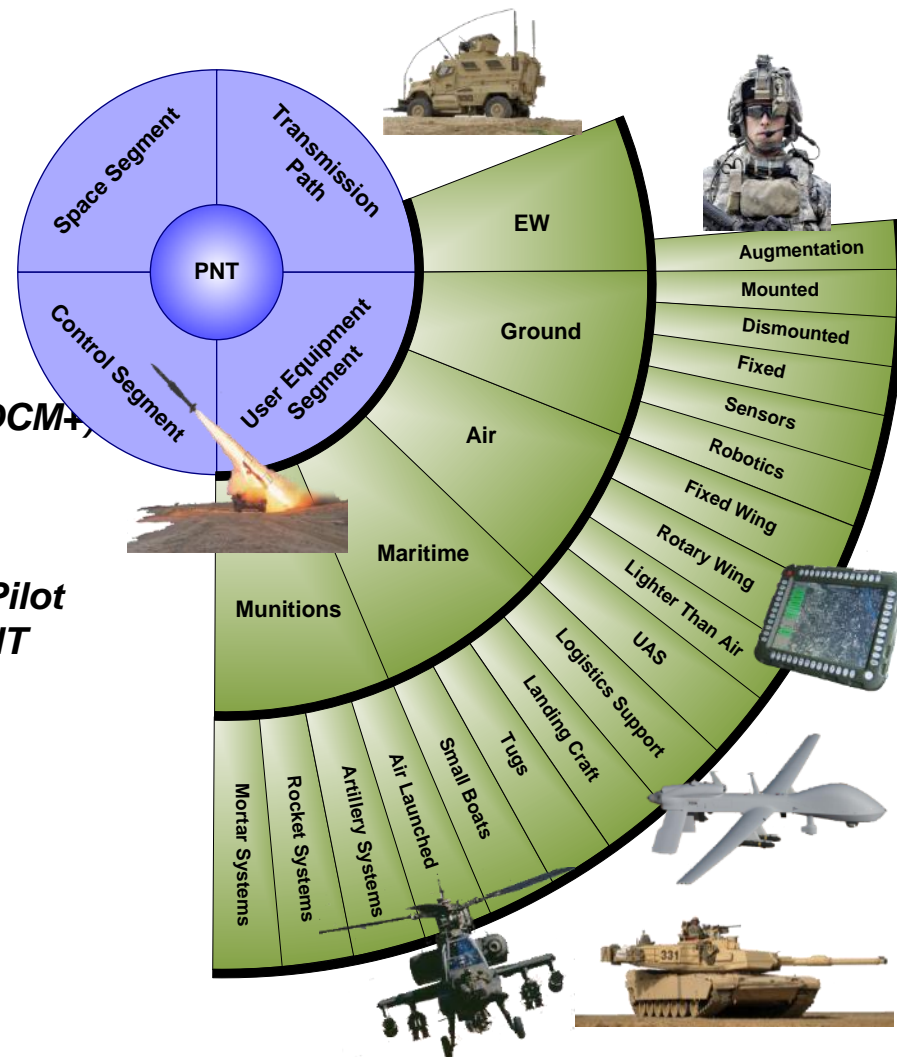 Space Segment
Transmission
Path
PNT
Control Segment
User Equipment
Segment
EW
Ground
Air
Maritime
Munitions
Augmentation
Mounted
Dismounted
Fixed
Sensors
Robotics
Fixed Wing
Rotary Wing
Lighter Than Air
UAS
Logistics Support
Landing Craft
Tugs
Small Boats
Air Launched
Artillery Systems
Rocket Systems
Mortar Systems
Pilot
331